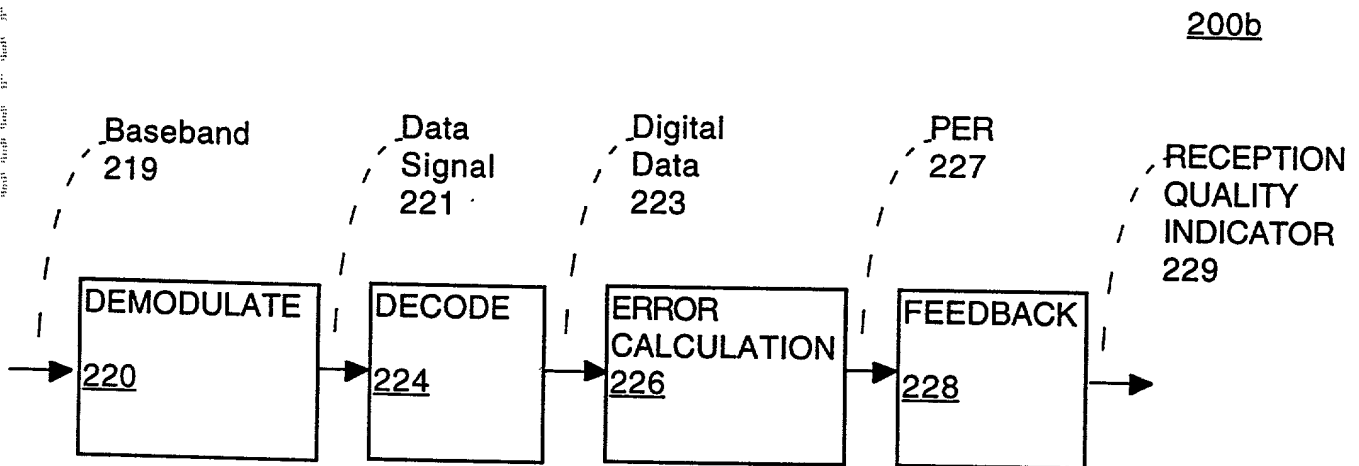 200b
Baseband
219
Data
Signal
221
Digital
Data
223
PER
227
RECEPTION
QUALITY
INDICATOR
229
DEMODULATE
220
DECODE
224
ERROR
CALCULATION
226
FEEDBACK
228